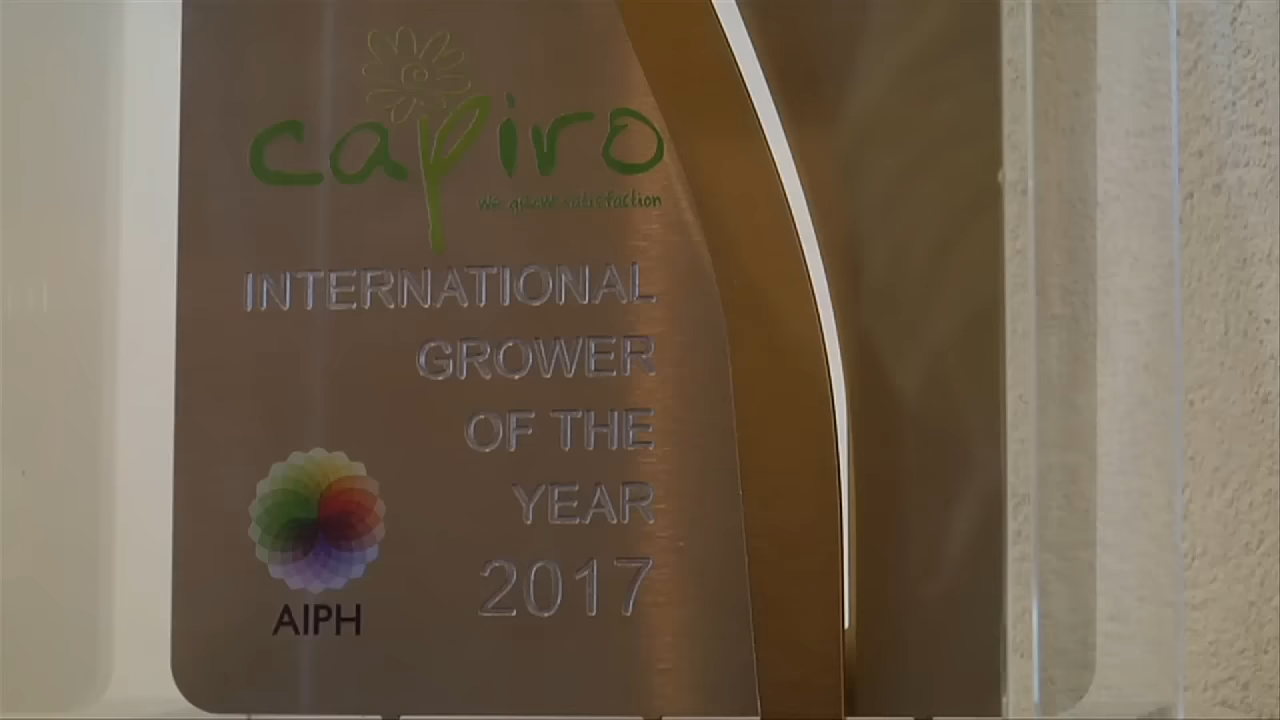 capiro
We grow satisfaction
INTERNATIONAL
GROWER
OF THE
YEAR
2017
AIPH